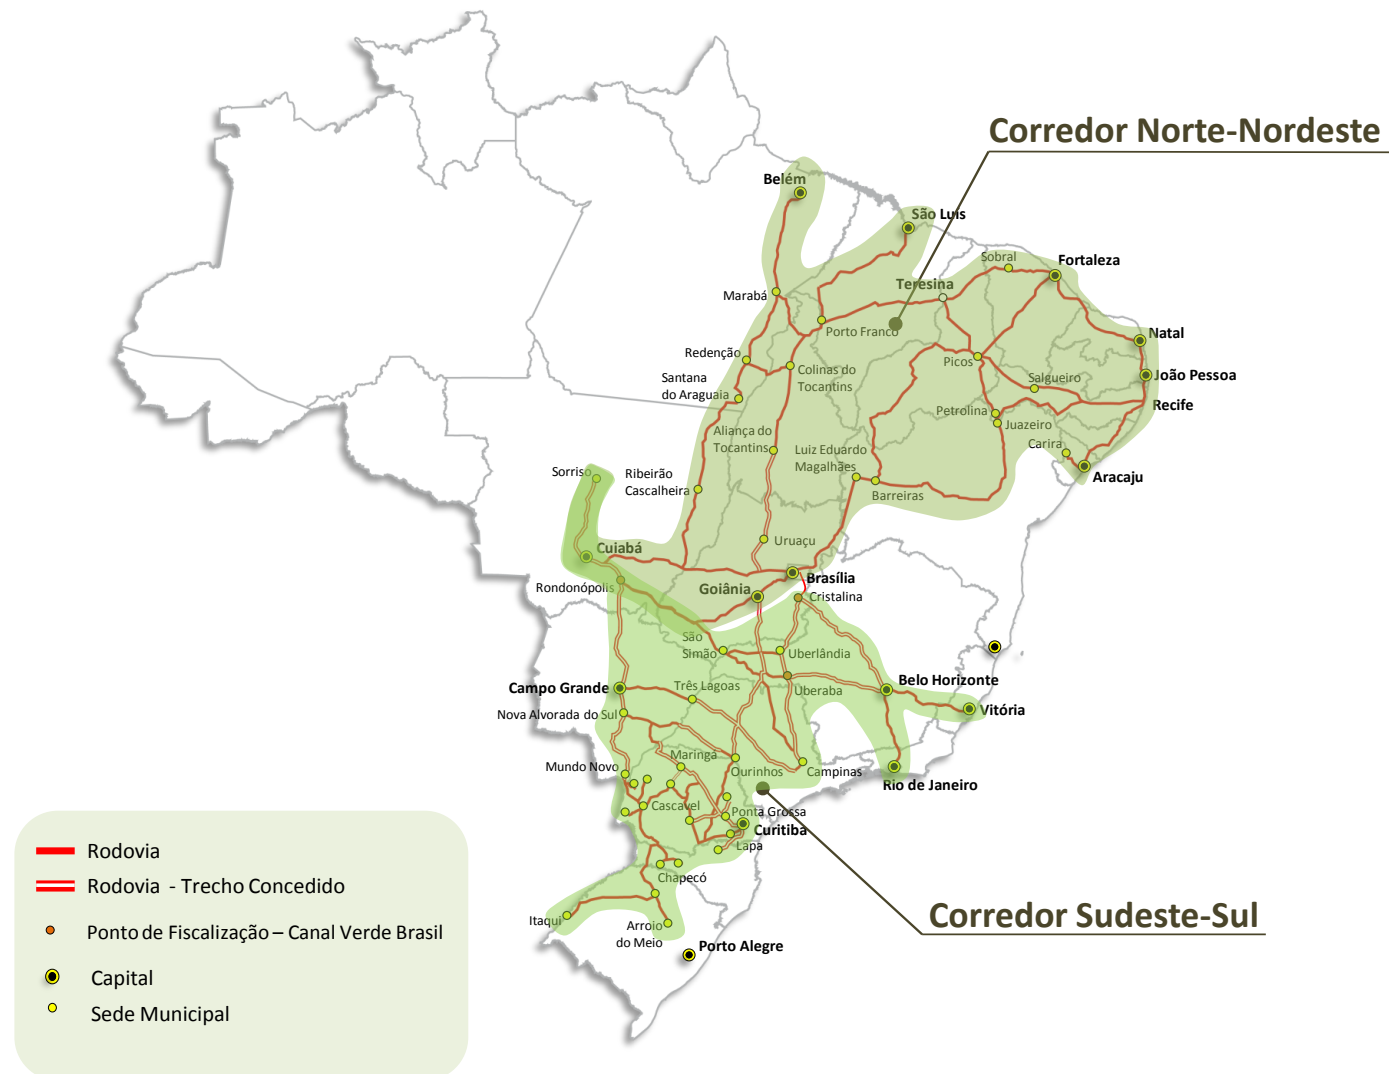 Corredor Norte-Nordeste
Belém
São Luís
Sobral
Fortaleza
Teresina
Marabá
Porto Franco
Natal
Redenção
Colinas do
Tocantins
Picos
João Pessoa
Santana
do Araguaia
Salgueiro
Recife
Petrolina
Juazeiro
Aliança do
Tocantins
Luiz Eduardo
Magalhães
Carira
Sorriso
Ribeirão
Cascalheira
Aracaju
Barreiras
Uruaçu
Cuiabá
Rondonópolis
Goiânia
Brasília
Cristalina
São
Simão
Uberlândia
Campo Grande
Três Lagoas
Uberaba
Belo Horizonte
Nova Alvorada do Sul
Vitória
Maringá
Mundo Novo
Ourinhos
Campinas
Rio de Janeiro
Cascavel
Ponta Grossa
Curitiba
Lapa
Chapecó
Itaqui
Arroio
do Meio
Porto Alegre
Corredor Sudeste-Sul
Rodovia
Rodovia - Trecho Concedido
Ponto de Fiscalização – Canal Verde Brasil
Capital
Sede Municipal